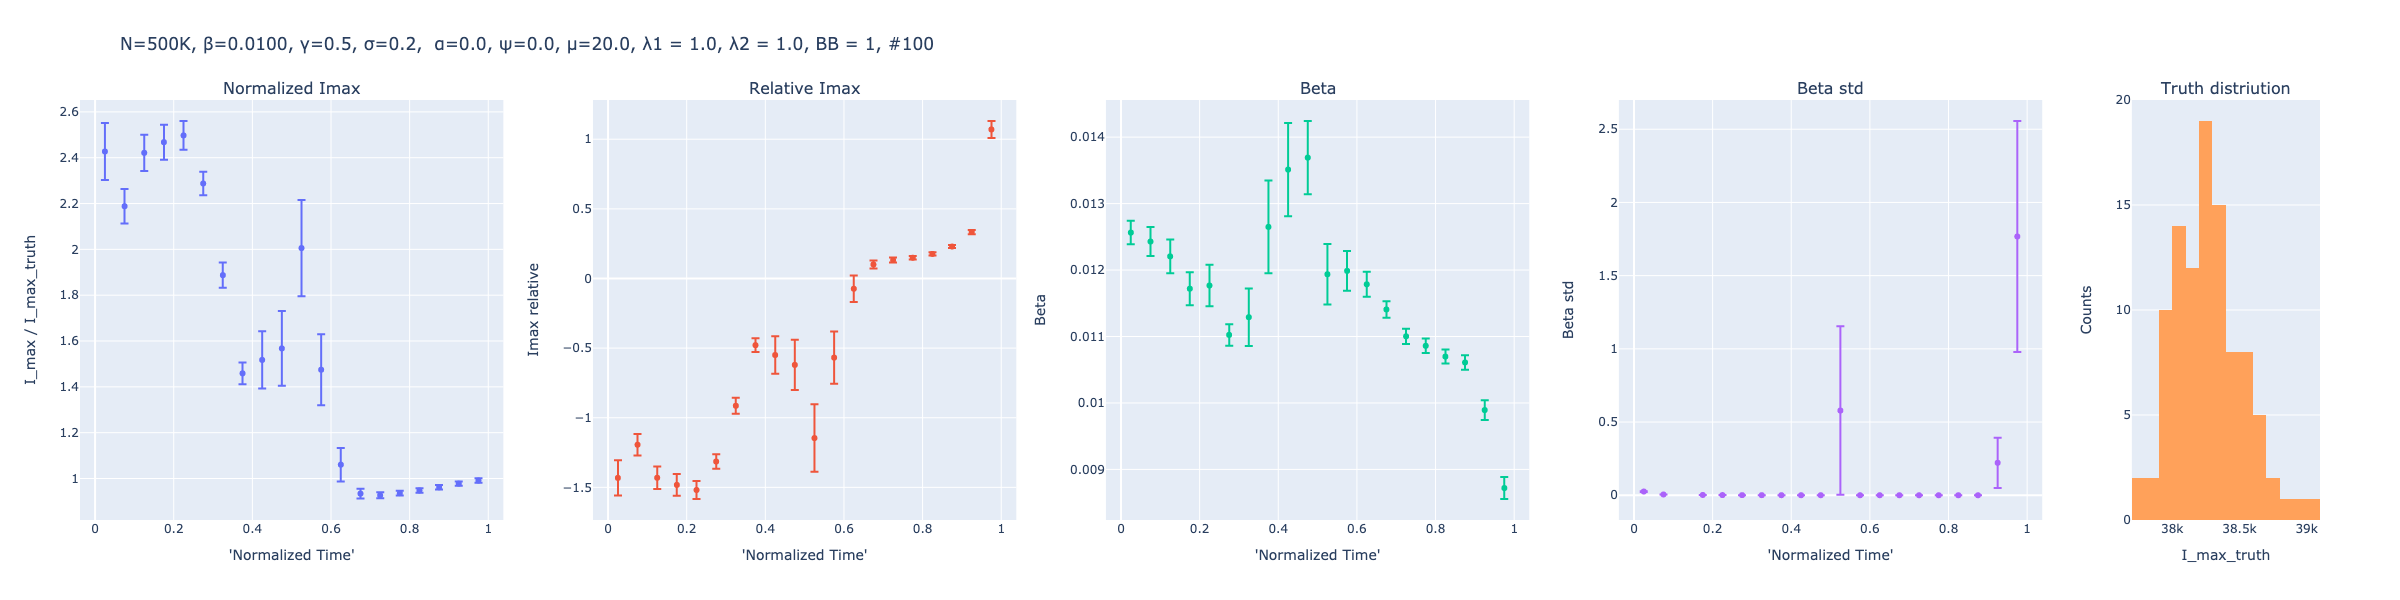 N=500K, β=0.0100, γ=0.5, σ=0.2,  α=0.0, ψ=0.0, μ=20.0, λ1 = 1.0, λ2 = 1.0, BB = 1, #100
Normalized Imax
2.6
2.4
2.2
2
1.8
1.6
1.4
1.2
1
0
0.2
0.4
0.6
0.8
1
I_max / I_max_truth
'Normalized Time'
Relative Imax
1
0.5
0
−0.5
−1
−1.5
0
0.2
0.4
0.6
0.8
1
Imax relative
'Normalized Time'
Beta
0.014
0.013
0.012
0.011
0.01
0.009
0
0.2
0.4
0.6
0.8
1
Beta
'Normalized Time'
Beta std
2.5
2
1.5
1
0.5
0
0
0.2
0.4
0.6
0.8
1
Beta std
'Normalized Time'
Truth distriution
20
15
10
5
0
38k
38.5k
39k
Counts
I_max_truth